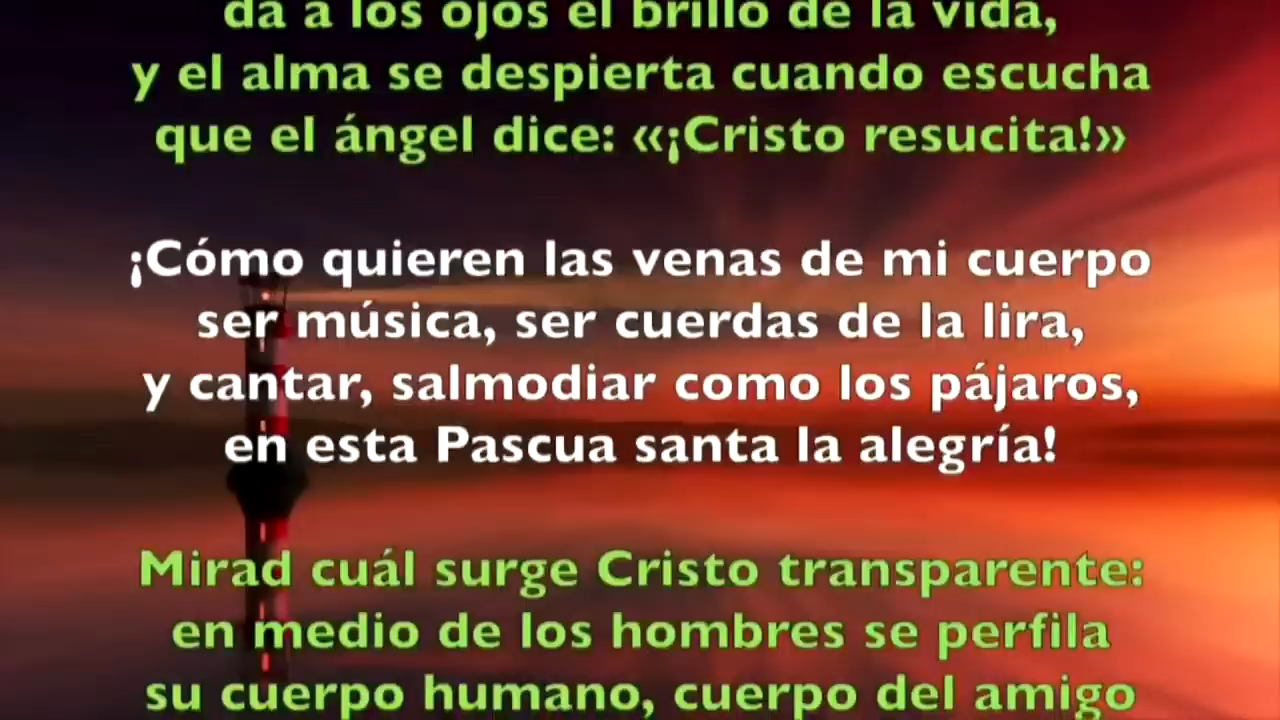 da a los ojos el brillo de la vida,
y el alma se despierta cuando escucha
que el ángel dice: «¡Cristo resucita!»
¡Cómo quieren las venas de mi cuerpo
ser música, ser cuerdas de la lira,
y cantar, salmodiar como los pájaros,
en esta Pascua santa la alegría!
Mirad cuál surge Cristo transparente:
en medio de los hombres se perfila
su cuerpo humano, cuerpo del amigo